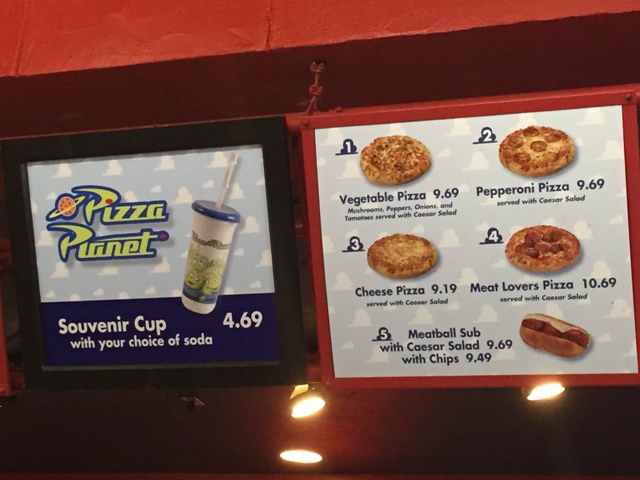 Pizza
Planet
Souvenir Cup 4.69
with your choice of soda
1
Vegetable Pizza 9.69
Mushrooms, Peppers, Onions, and
Tomatoes served with Caesar Salad
2
Pepperoni Pizza 9.69
served with Caesar Salad
3
Cheese Pizza 9.19
served with Caesar Salad
4
Meat Lovers Pizza 10.69
served with Caesar Salad
5 Meatball Sub
with Caesar Salad 9.69
with Chips 9.49